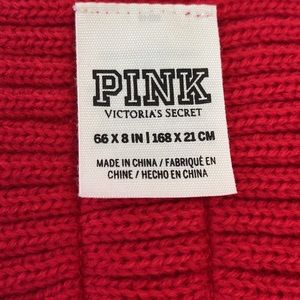 PINK
VICTORIA'S SECRET
66 X 8 IN | 168 X 21 CM
MADE IN CHINA / FABRIQUÉ EN
CHINE / HECHO EN CHINA